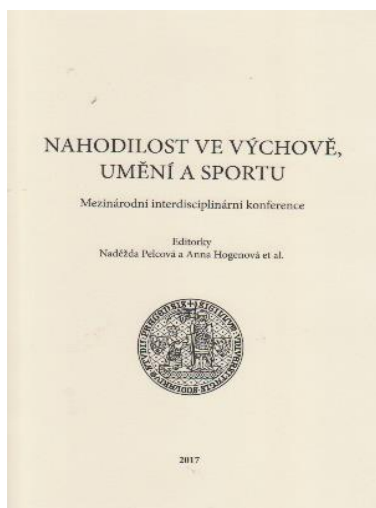 NAHODILOST VE VÝCHOVĚ,
UMĚNÍ A SPORTU
Mezinárodní interdisciplinární konference
Editorky
Naděžda Pelcová a Anna Hogenová et al.
2017